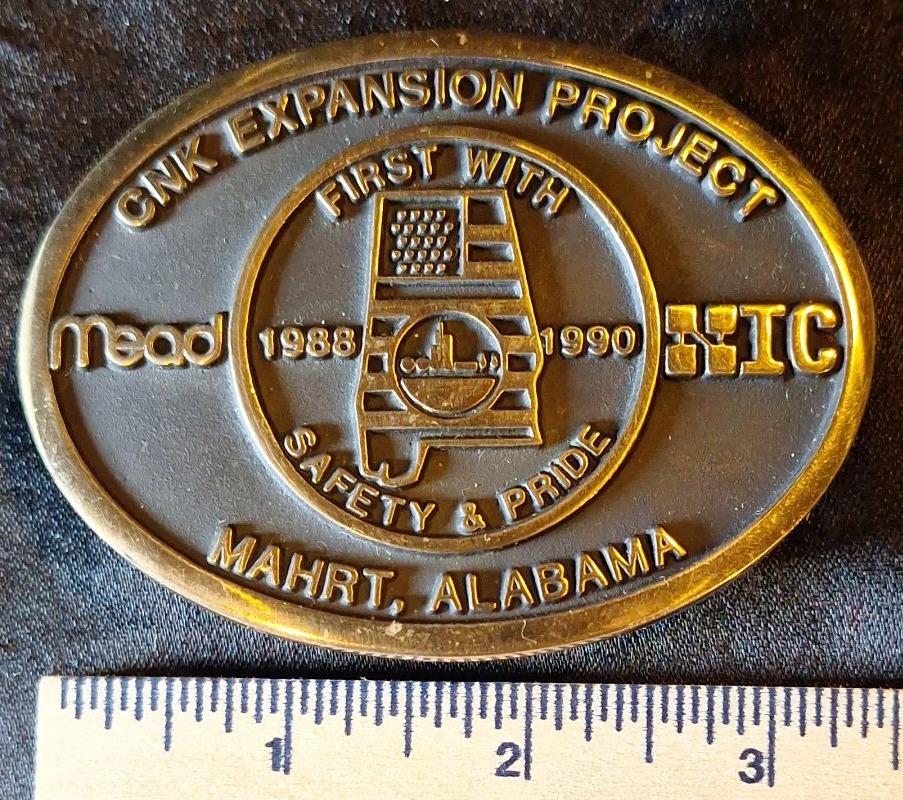 CNK EXPANSION PROJECT
FIRST WITH
Mead 1988 1990 NIC
SAFETY & PRIDE
MAHRT, ALABAMA
1 2 3